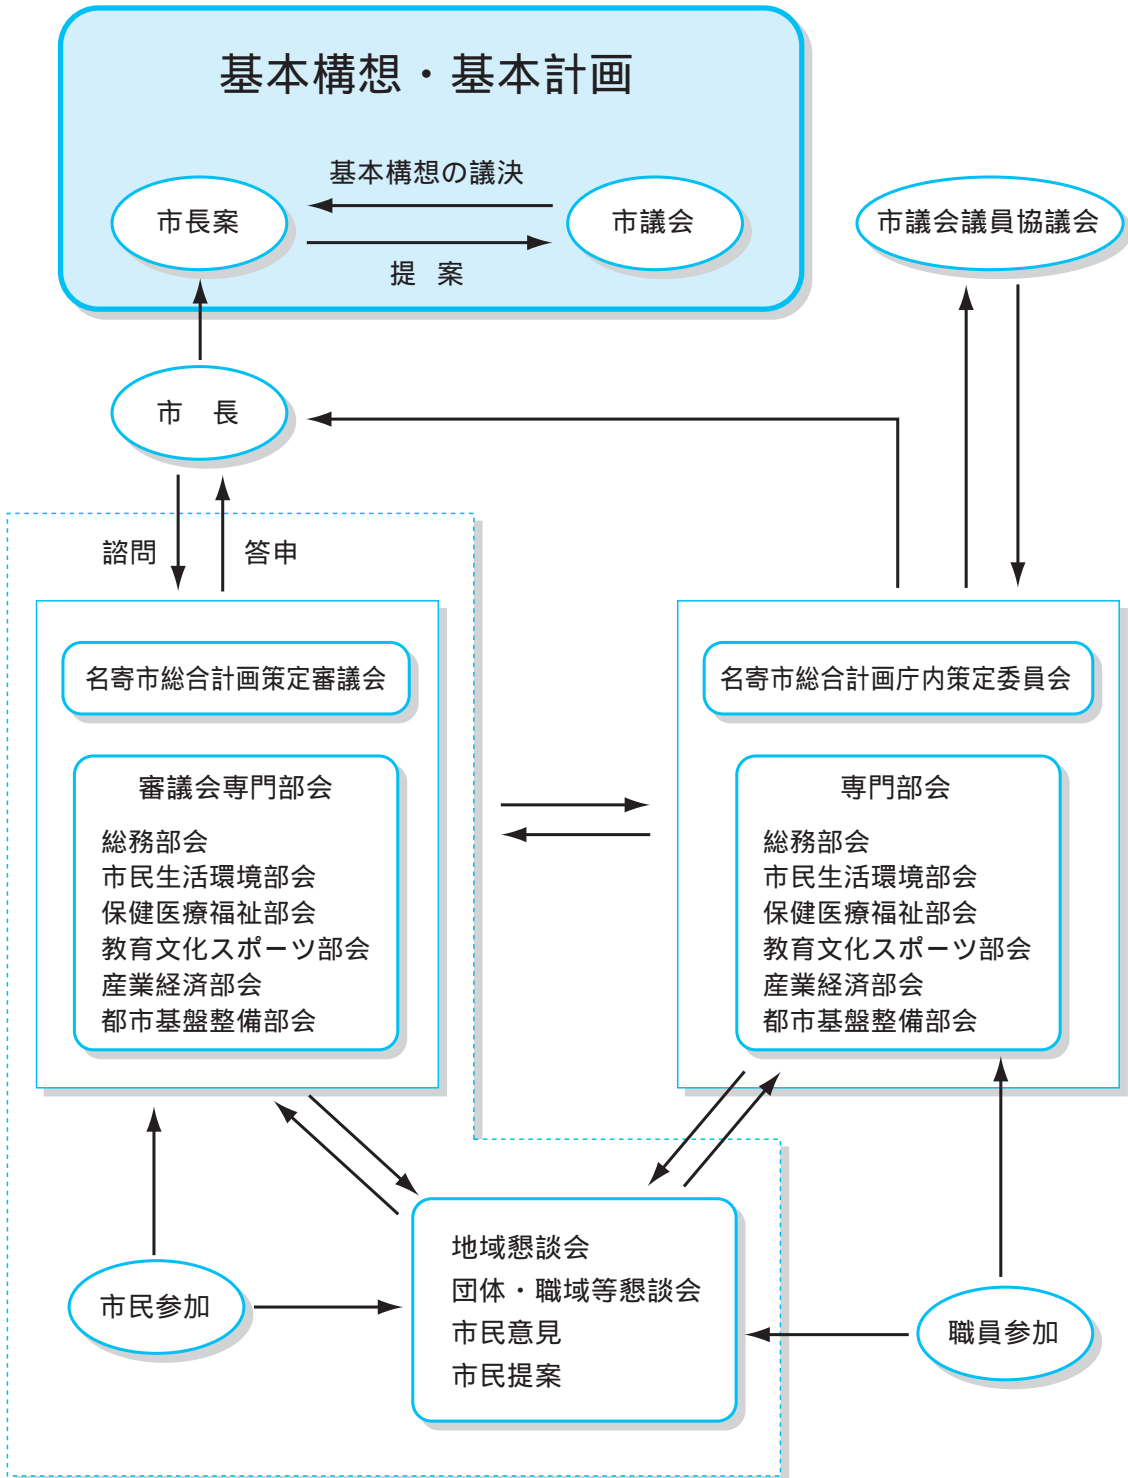 基本構想・基本計画
基本構想の議決
市長案
市議会
市議会議員協議会
提 案
市 長
諮問
答申
名寄市総合計画策定審議会
名寄市総合計画庁内策定委員会
審議会専門部会
総務部会
市民生活環境部会
保健医療福祉部会
教育文化スポーツ部会
産業経済部会
都市基盤整備部会
専門部会
総務部会
市民生活環境部会
保健医療福祉部会
教育文化スポーツ部会
産業経済部会
都市基盤整備部会
地域懇談会
団体・職域等懇談会
市民意見
市民提案
市民参加
職員参加